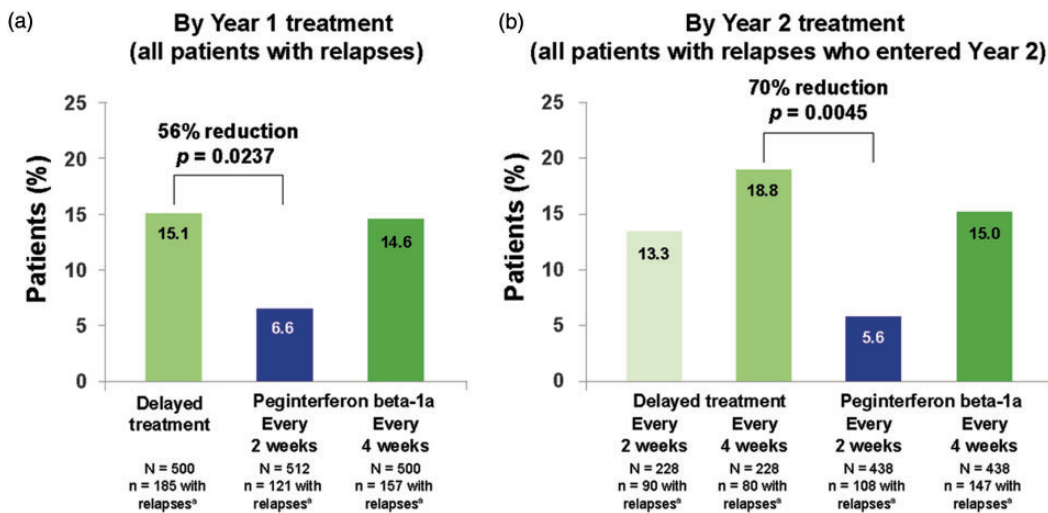 (a)
By Year 1 treatment
(all patients with relapses)
56% reduction
p = 0.0237
Patients (%)
25
20
15
10
5
0
15.1
6.6
14.6
Delayed
treatment
Peginterferon beta-1a
Every
2 weeks
Every
4 weeks
N = 500
n = 185 with
relapsesᵃ
N = 512
n = 121 with
relapsesᵃ
N = 500
n = 157 with
relapsesᵃ
(b)
By Year 2 treatment
(all patients with relapses who entered Year 2)
70% reduction
p = 0.0045
Patients (%)
25
20
15
10
5
0
13.3
18.8
5.6
15.0
Delayed treatment
Peginterferon beta-1a
Every
2 weeks
Every
4 weeks
Every
2 weeks
Every
4 weeks
N = 228
n = 90 with
relapsesᵃ
N = 228
n = 80 with
relapsesᵃ
N = 438
n = 108 with
relapsesᵃ
N = 438
n = 147 with
relapsesᵃ